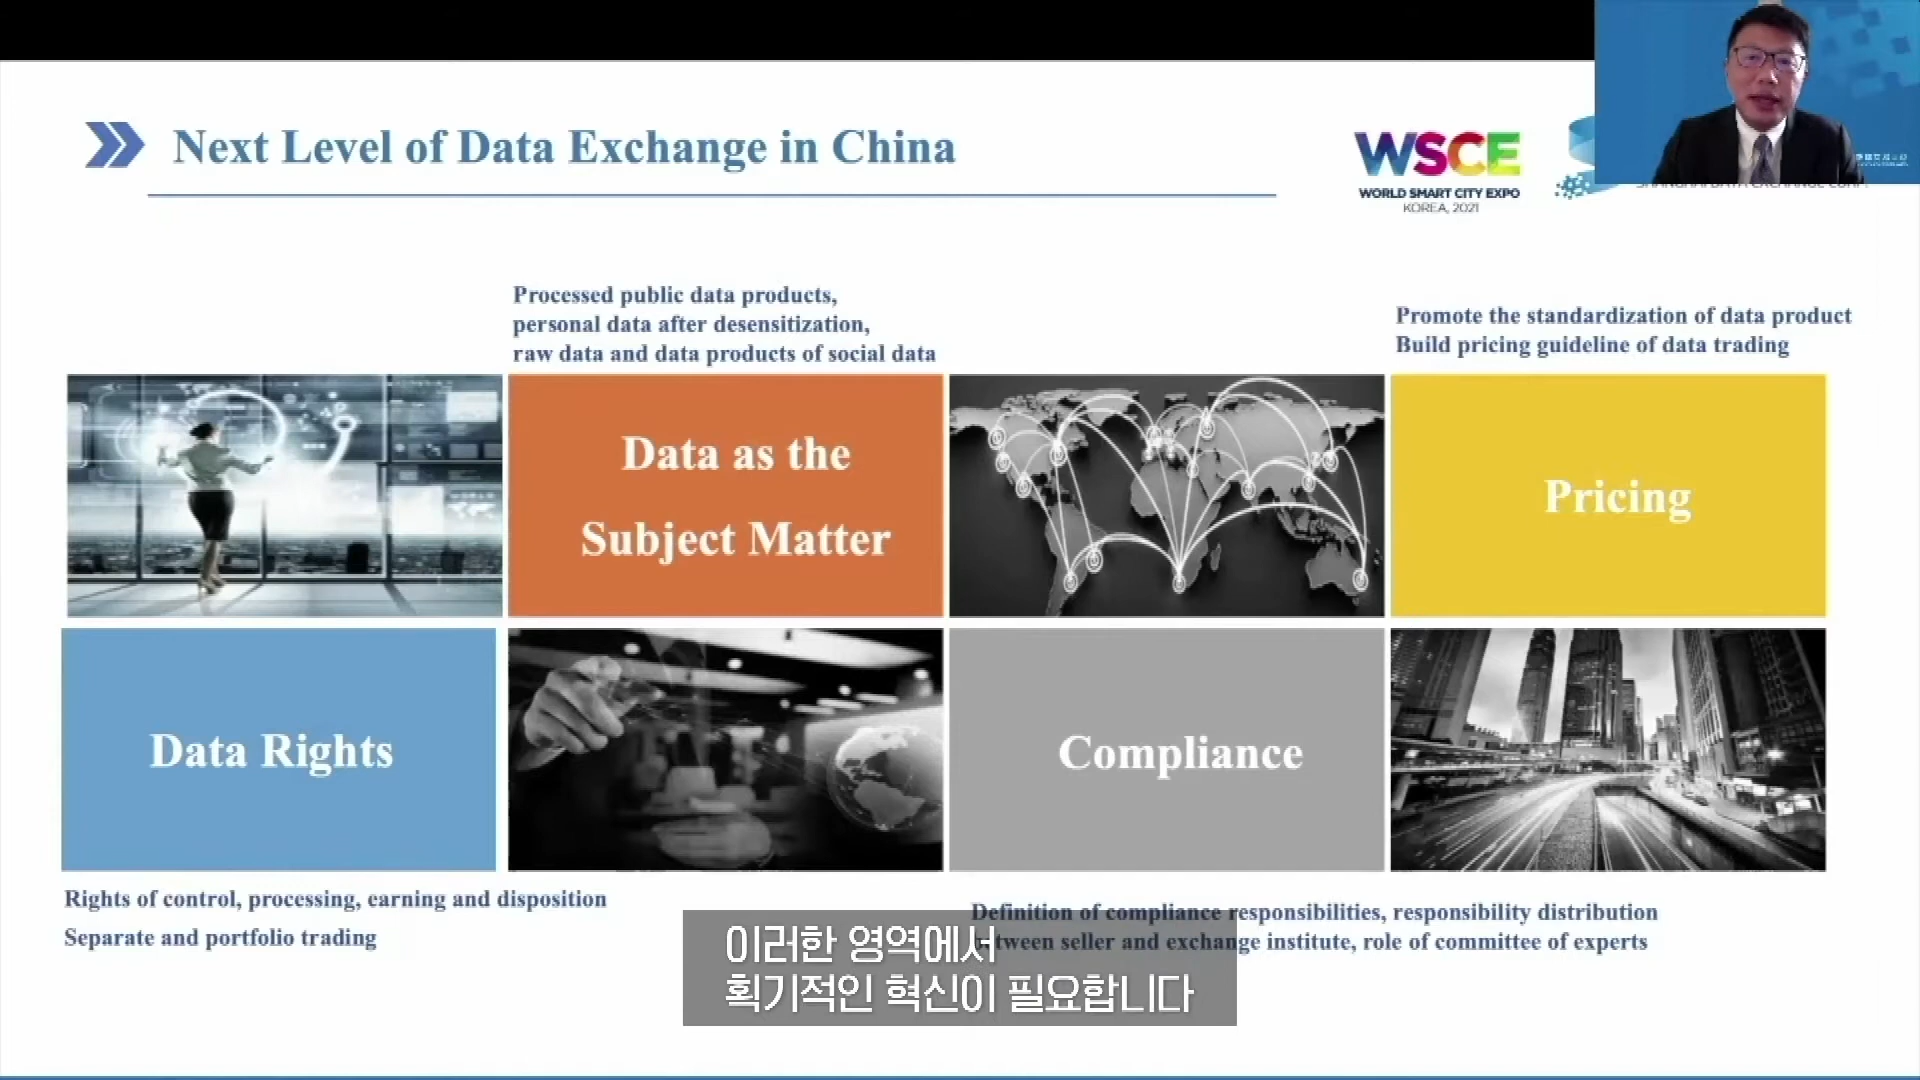 Next Level of Data Exchange in China
WSCE
WORLD SMART CITY EXPO
KOREA, 2021
Processed public data products,
personal data after desensitization,
raw data and data products of social data
Promote the standardization of data product
Build pricing guideline of data trading
Data as the
Subject Matter
Pricing
Data Rights
Compliance
Rights of control, processing, earning and disposition
Separate and portfolio trading
Definition of compliance responsibilities, responsibility distribution
between seller and exchange institute, role of committee of experts
이러한 영역에서
획기적인 혁신이 필요합니다